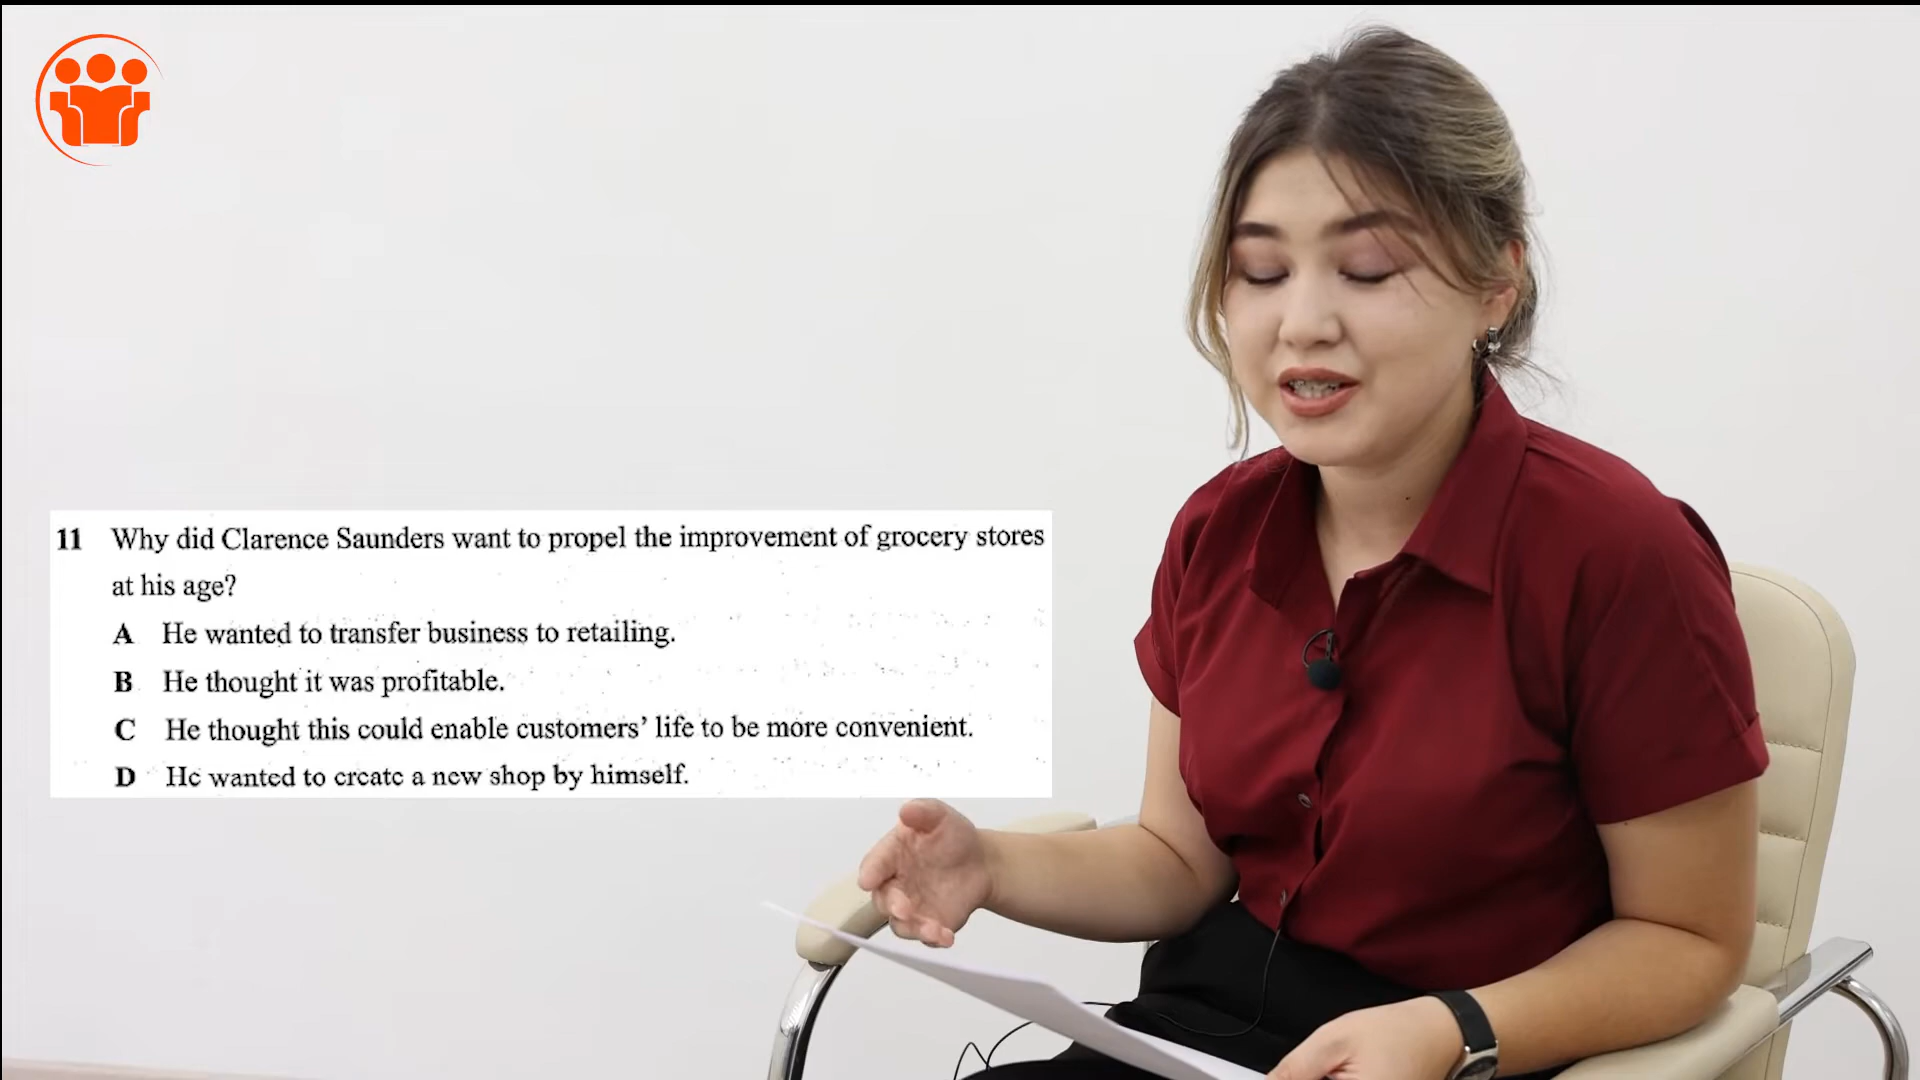 11 Why did Clarence Saunders want to propel the improvement of grocery stores
at his age?
A He wanted to transfer business to retailing.
B He thought it was profitable.
C He thought this could enable customers' life to be more convenient.
D He wanted to create a new shop by himself.